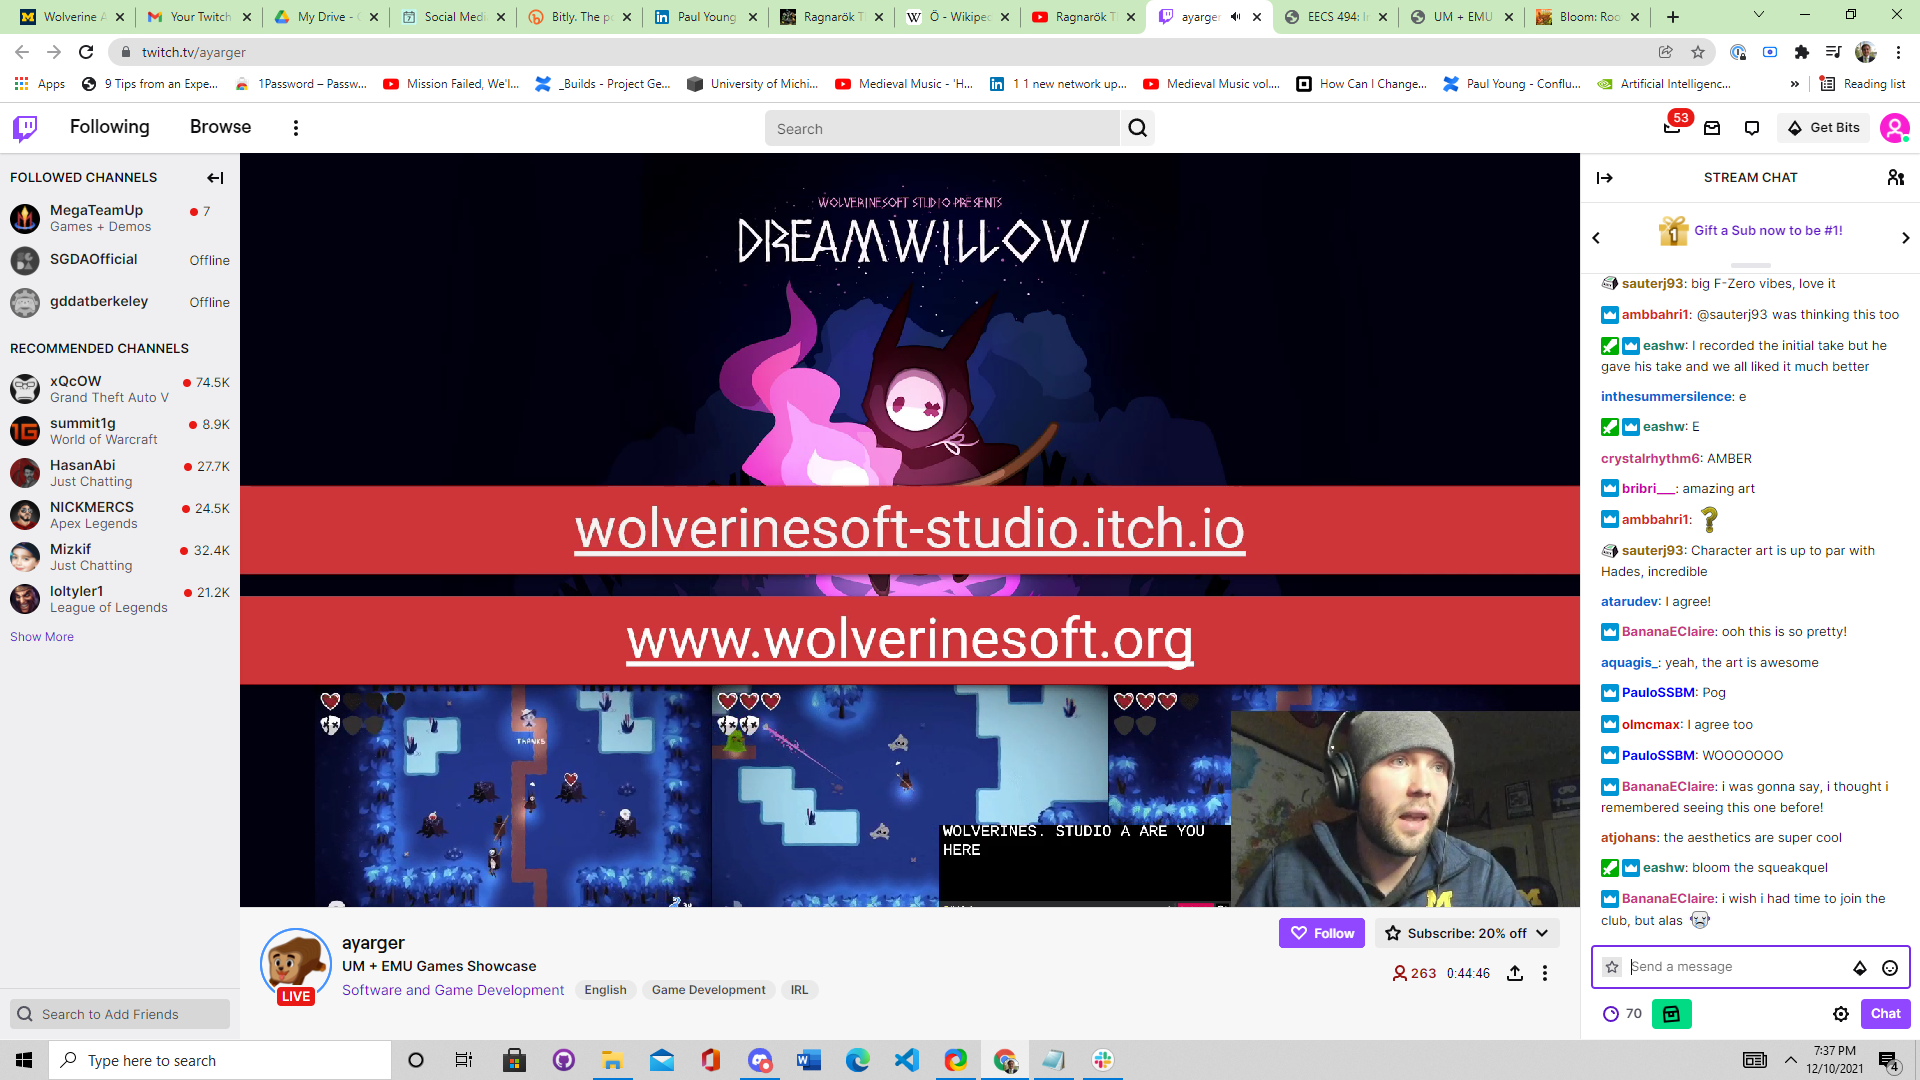 Wolverine A
Your Twitch
My Drive - G
Social Medi
Bitly. The po
Paul Young
Ragnarök T
Ő - Wikiped
Ragnarök T
ayarger
EECS 494: In
UM + EMU
Bloom: Roo
twitch.tv/ayarger
Apps
9 Tips from an Expe...
1Password – Passw...
Mission Failed, We'l...
_Builds - Project Ge...
University of Michi...
Medieval Music - 'H...
1 1 new network up...
Medieval Music vol....
How Can I Change...
Paul Young - Conflu...
Artificial Intelligenc...
»
Reading list
Following
Browse
Search
53
Get Bits
FOLLOWED CHANNELS
MegaTeamUp
7
Games + Demos
SGDAOfficial
Offline
gddatberkeley
Offline
RECOMMENDED CHANNELS
xQcOW
74.5K
Grand Theft Auto V
summit1g
8.9K
World of Warcraft
HasanAbi
27.7K
Just Chatting
NICKMERCS
24.5K
Apex Legends
Mizkif
32.4K
Just Chatting
loltyler1
21.2K
League of Legends
Show More
Search to Add Friends
WOLVERINESOFT STUDIO PRESENTS
DREAMWILLOW
wolverinesoft-studio.itch.io
www.wolverinesoft.org
THANKS
WOLVERINES. STUDIO A ARE YOU
HERE
LIVE
ayarger
UM + EMU Games Showcase
Software and Game Development
English
Game Development
IRL
Follow
Subscribe: 20% off
263
0:44:46
STREAM CHAT
1
Gift a Sub now to be #1!
sauterj93: big F-Zero vibes, love it
ambbahri1: @sauterj93 was thinking this too
eashw: I recorded the initial take but he
gave his take and we all liked it much better
inthesummersilence: e
eashw: E
crystalrhythm6: AMBER
bribri___: amazing art
ambbahri1:
sauterj93: Character art is up to par with
Hades, incredible
atarudev: I agree!
BananaEClaire: ooh this is so pretty!
aquagis_: yeah, the art is awesome
PauloSSBM: Pog
olmcmax: I agree too
PauloSSBM: WOOOOOOO
BananaEClaire: i was gonna say, i thought i
remembered seeing this one before!
atjohans: the aesthetics are super cool
eashw: bloom the squeakquel
BananaEClaire: i wish i had time to join the
club, but alas
Send a message
70
Chat
Type here to search
7:37 PM
12/10/2021
4